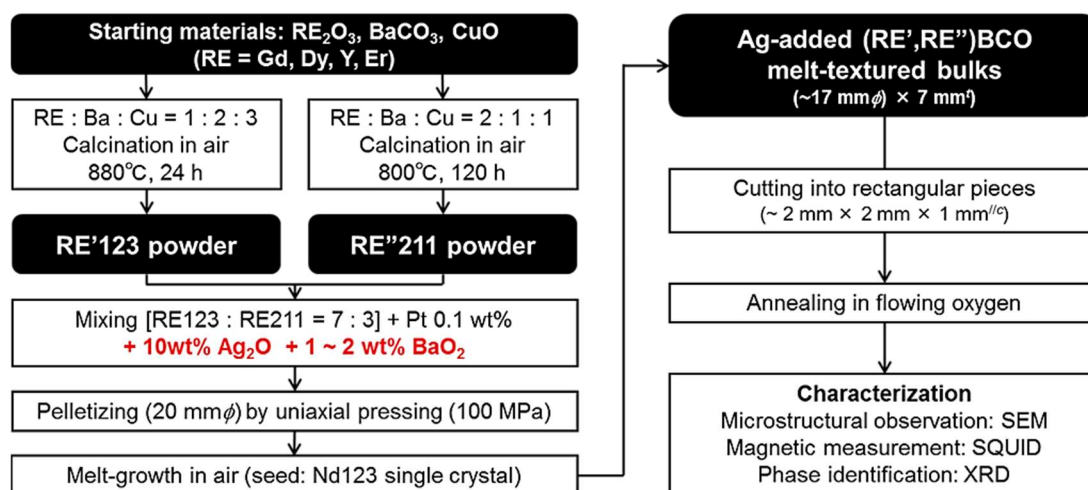 Starting materials: RE₂O₃, BaCO₃, CuO
(RE = Gd, Dy, Y, Er)
RE : Ba : Cu = 1 : 2 : 3
Calcination in air
880℃, 24 h
RE : Ba : Cu = 2 : 1 : 1
Calcination in air
800℃, 120 h
RE’123 powder
RE”211 powder
Mixing [RE123 : RE211 = 7 : 3] + Pt 0.1 wt%
+ 10wt% Ag₂O + 1 ~ 2 wt% BaO₂
Pelletizing (20 mmϕ) by uniaxial pressing (100 MPa)
Melt-growth in air (seed: Nd123 single crystal)
Ag-added (RE’,RE”)BCO
melt-textured bulks
(~17 mmϕ) × 7 mmᵗ)
Cutting into rectangular pieces
(~ 2 mm × 2 mm × 1 mm//c)
Annealing in flowing oxygen
Characterization
Microstructural observation: SEM
Magnetic measurement: SQUID
Phase identification: XRD